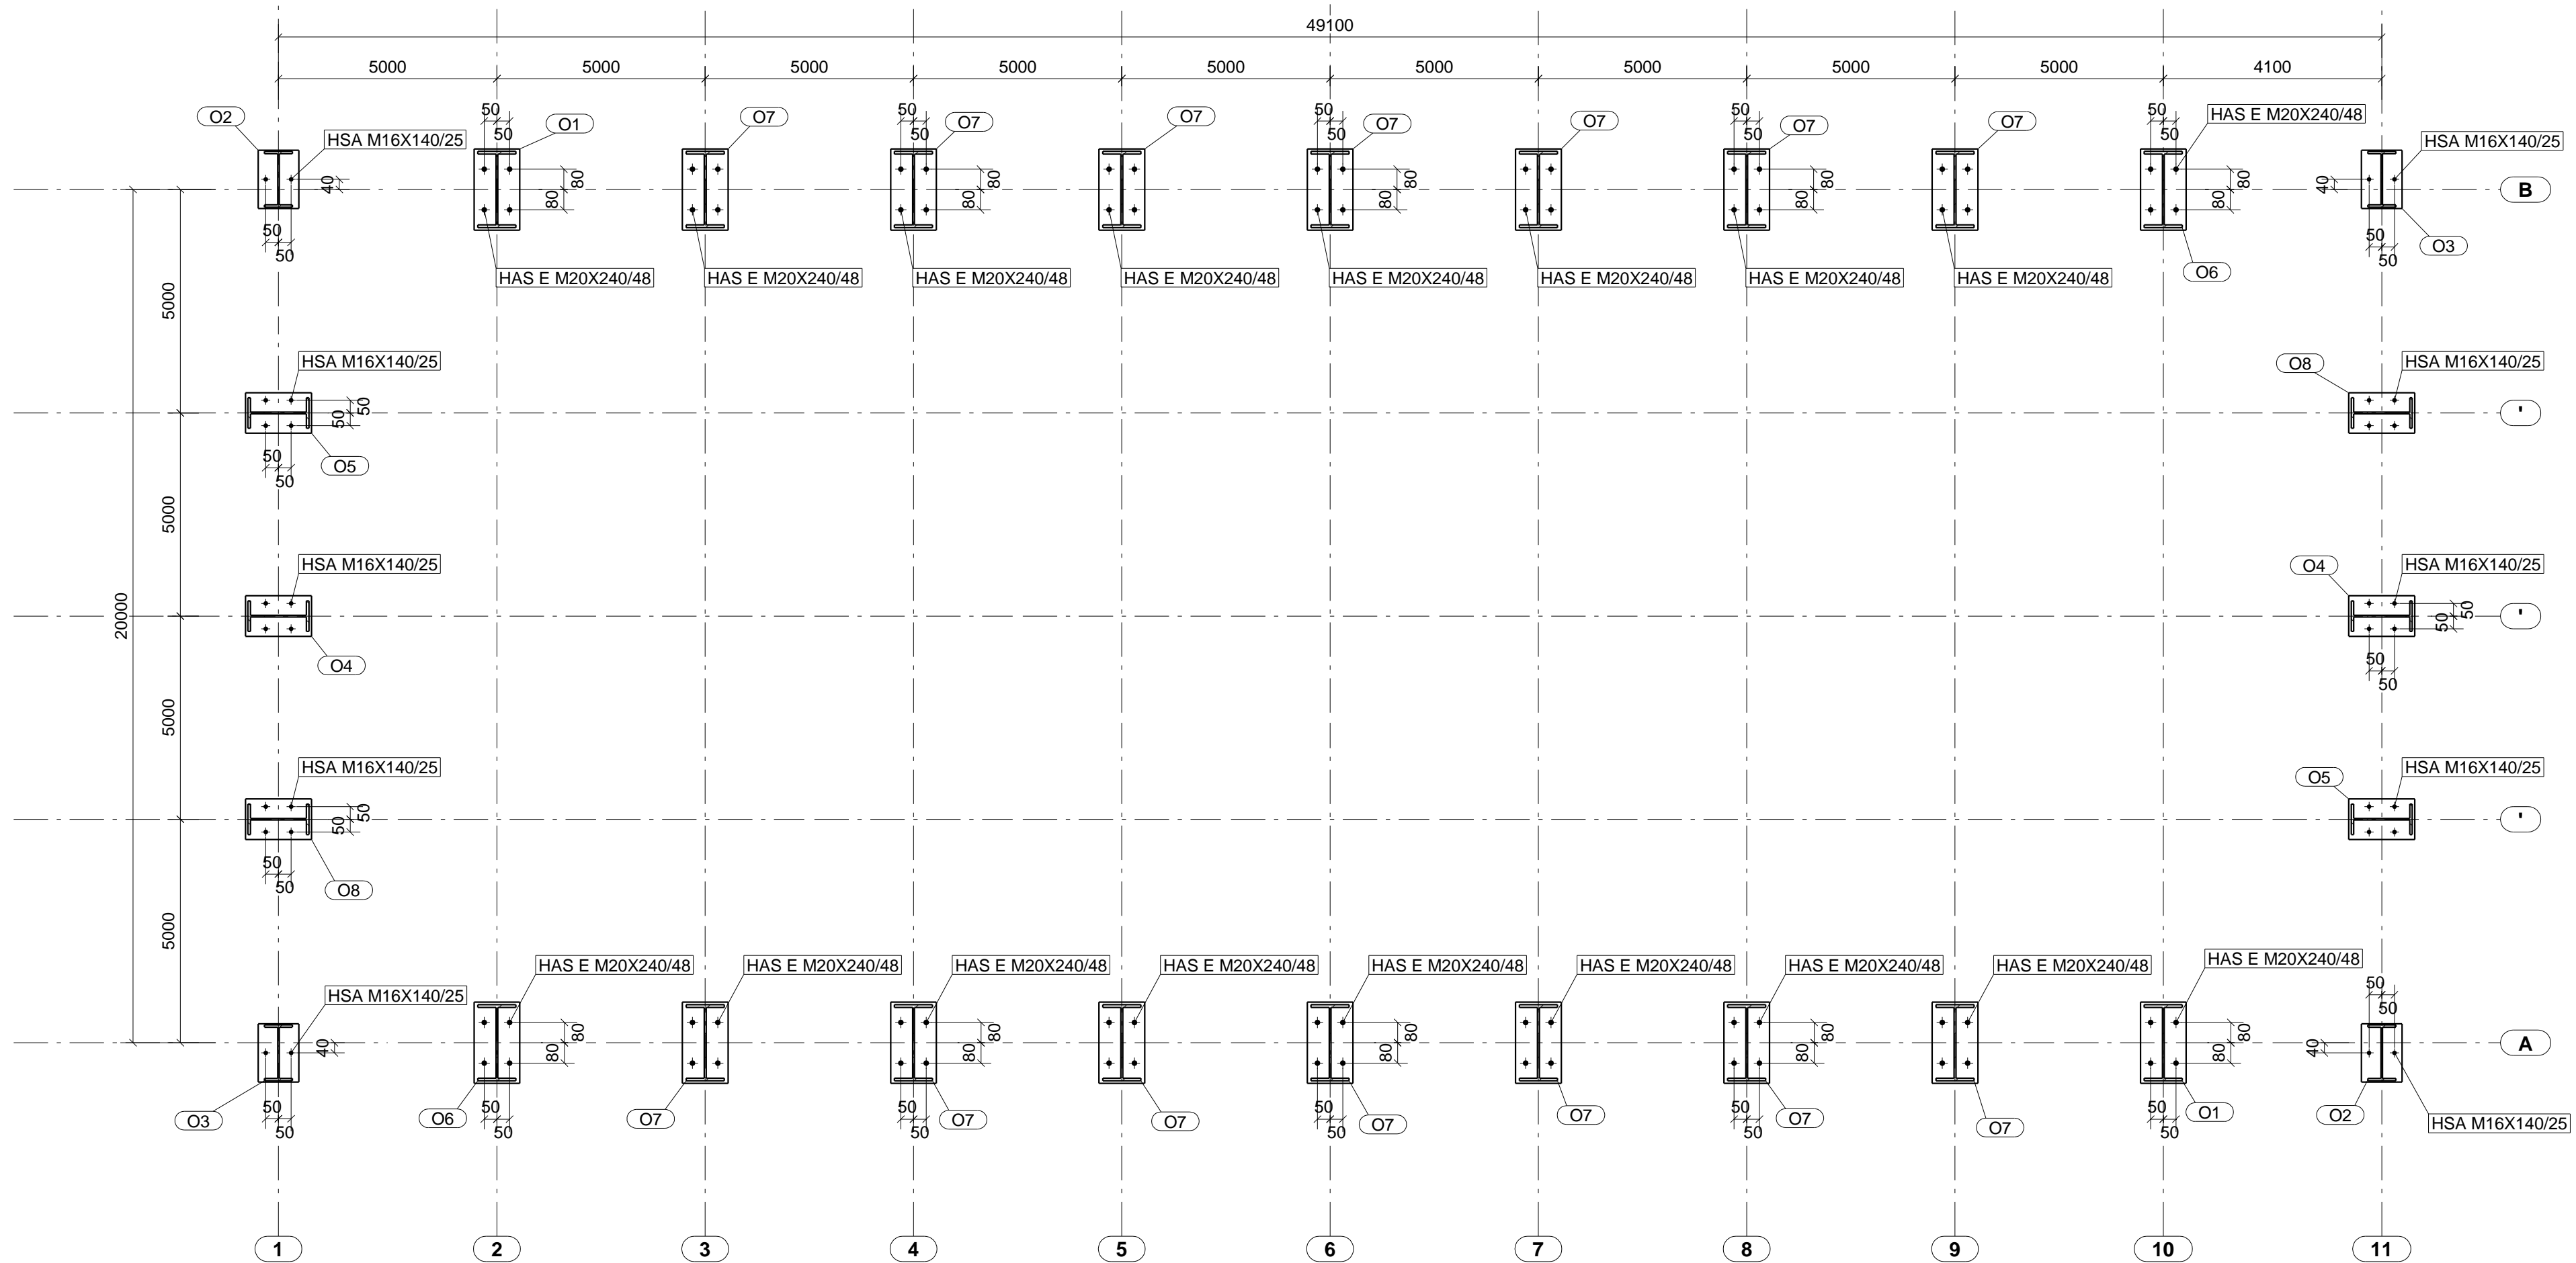 49100
5000 5000 5000 5000 5000 5000 5000 5000 5000 4100
O2 50 O1 O7 50 O7 O7 50 O7 O7 50 O7 O7 50 HAS E M20X240/48
50 50 50 50 50
HSA M16X140/25 HSA M16X140/25
40 80 80 80 80 80 40
80 80 80 80 80 B
50 50 50 50 O3
HAS E M20X240/48 HAS E M20X240/48 HAS E M20X240/48 HAS E M20X240/48 HAS E M20X240/48 HAS E M20X240/48 HAS E M20X240/48 HAS E M20X240/48 O6
5000
HSA M16X140/25 O8 HSA M16X140/25
50 50 '
50 50 O5
5000
HSA M16X140/25 O4 HSA M16X140/25
20000 50 50 '
O4 50 50
5000
HSA M16X140/25 O5 HSA M16X140/25
50 50 '
50 50 O8
5000
HAS E M20X240/48 HAS E M20X240/48 HAS E M20X240/48 HAS E M20X240/48 HAS E M20X240/48 HAS E M20X240/48 HAS E M20X240/48 HAS E M20X240/48 HAS E M20X240/48
HSA M16X140/25 50 50
40 80 80 80 80 80 40
80 80 80 80 80 A
O3 50 50 O6 50 50 O7 50 50 O7 O7 50 50 O7 O7 50 50 O7 O7 50 50 O1 O2 HSA M16X140/25
1 2 3 4 5 6 7 8 9 10 11